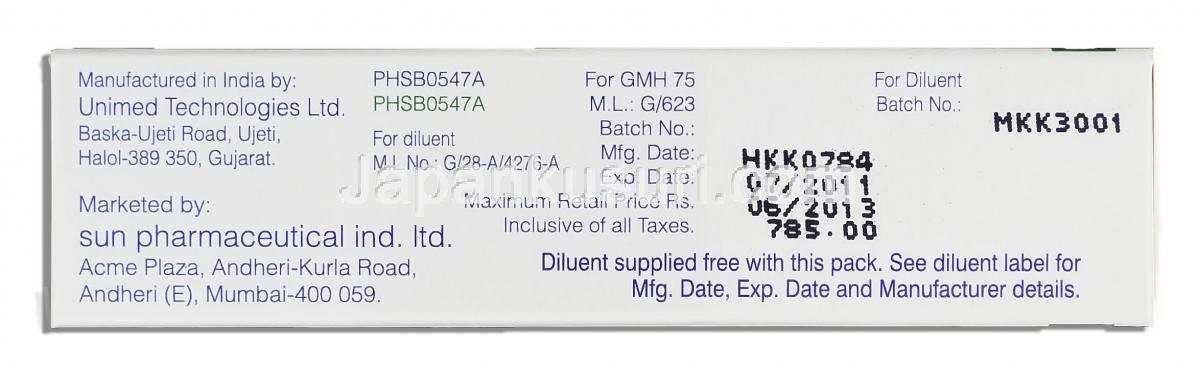 Manufactured in India by:
Unimed Technologies Ltd.
Baska-Ujeti Road, Ujeti,
Halol-389 350, Gujarat.
Marketed by:
sun pharmaceutical ind. ltd.
Acme Plaza, Andheri-Kurla Road,
Andheri (E), Mumbai-400 059.
PHSB0547A
PHSB0547A
For diluent
M.L No.: G/28-A/4276-A
For GMH 75
M.L.: G/623
Batch No.:
Mfg. Date:
Exp. Date:
Maximum Retail Price Rs.
Inclusive of all Taxes.
HKK0784
07/2011
06/2013
785.00
For Diluent
Batch No.:
MKK3001
Diluent supplied free with this pack. See diluent label for
Mfg. Date, Exp. Date and Manufacturer details.
Japankusuri.com